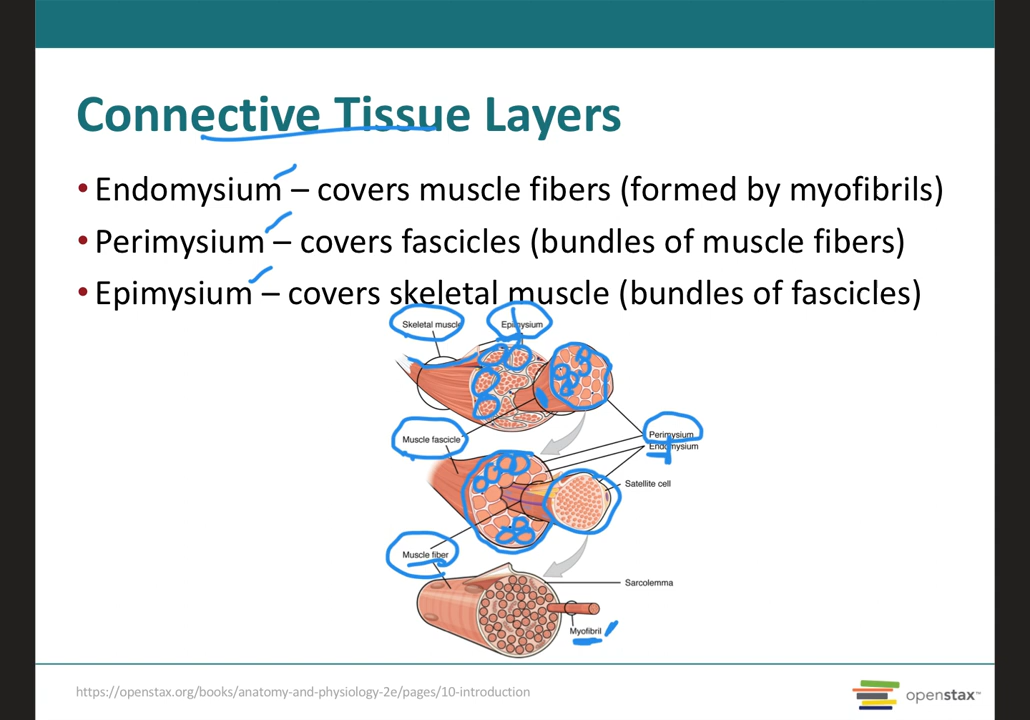 Connective Tissue Layers
• Endomysium – covers muscle fibers (formed by myofibrils)
• Perimysium – covers fascicles (bundles of muscle fibers)
• Epimysium – covers skeletal muscle (bundles of fascicles)
Skeletal muscle
Epimysium
Muscle fascicle
Perimysium
Endomysium
Satellite cell
Muscle fiber
Sarcolemma
Myofibril
https://openstax.org/books/anatomy-and-physiology-2e/pages/10-introduction
openstax™